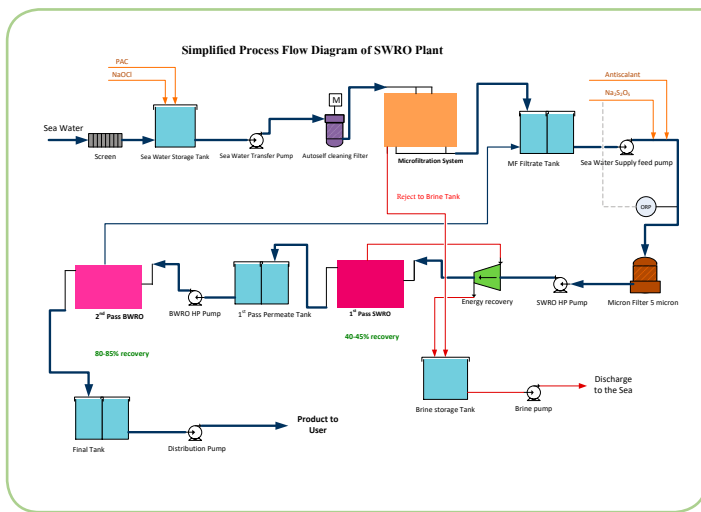 Simplified Process Flow Diagram of SWRO Plant
PAC
NaOCl
Antiscalant
Na₂S₂O₅
M
Sea Water
Screen
Sea Water Storage Tank
Sea Water Transfer Pump
Autoself cleaning Filter
Microfiltration System
MF Filtrate Tank
Sea Water Supply feed pump
Reject to Brine Tank
ORP
2nd Pass BWRO
BWRO HP Pump
1st Pass Permeate Tank
1st Pass SWRO
Energy recovery
SWRO HP Pump
Micron Filter 5 micron
80-85% recovery
40-45% recovery
Brine storage Tank
Brine pump
Discharge
to the Sea
Final Tank
Distribution Pump
Product to
User